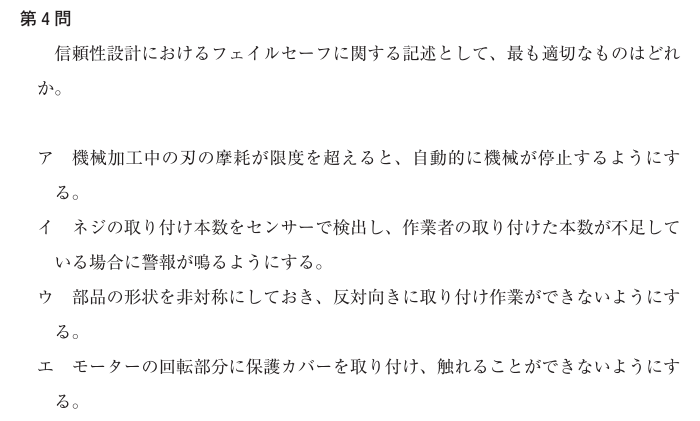 第4問
信頼性設計におけるフェイルセーフに関する記述として、最も適切なものはどれ
か。
ア 機械加工中の刃の摩耗が限度を超えると、自動的に機械が停止するようにす
る。
イ ネジの取り付け本数をセンサーで検出し、作業者の取り付けた本数が不足して
いる場合に警報が鳴るようにする。
ウ 部品の形状を非対称にしておき、反対向きに取り付け作業ができないようにす
る。
エ モーターの回転部分に保護カバーを取り付け、触れることができないようにす
る。